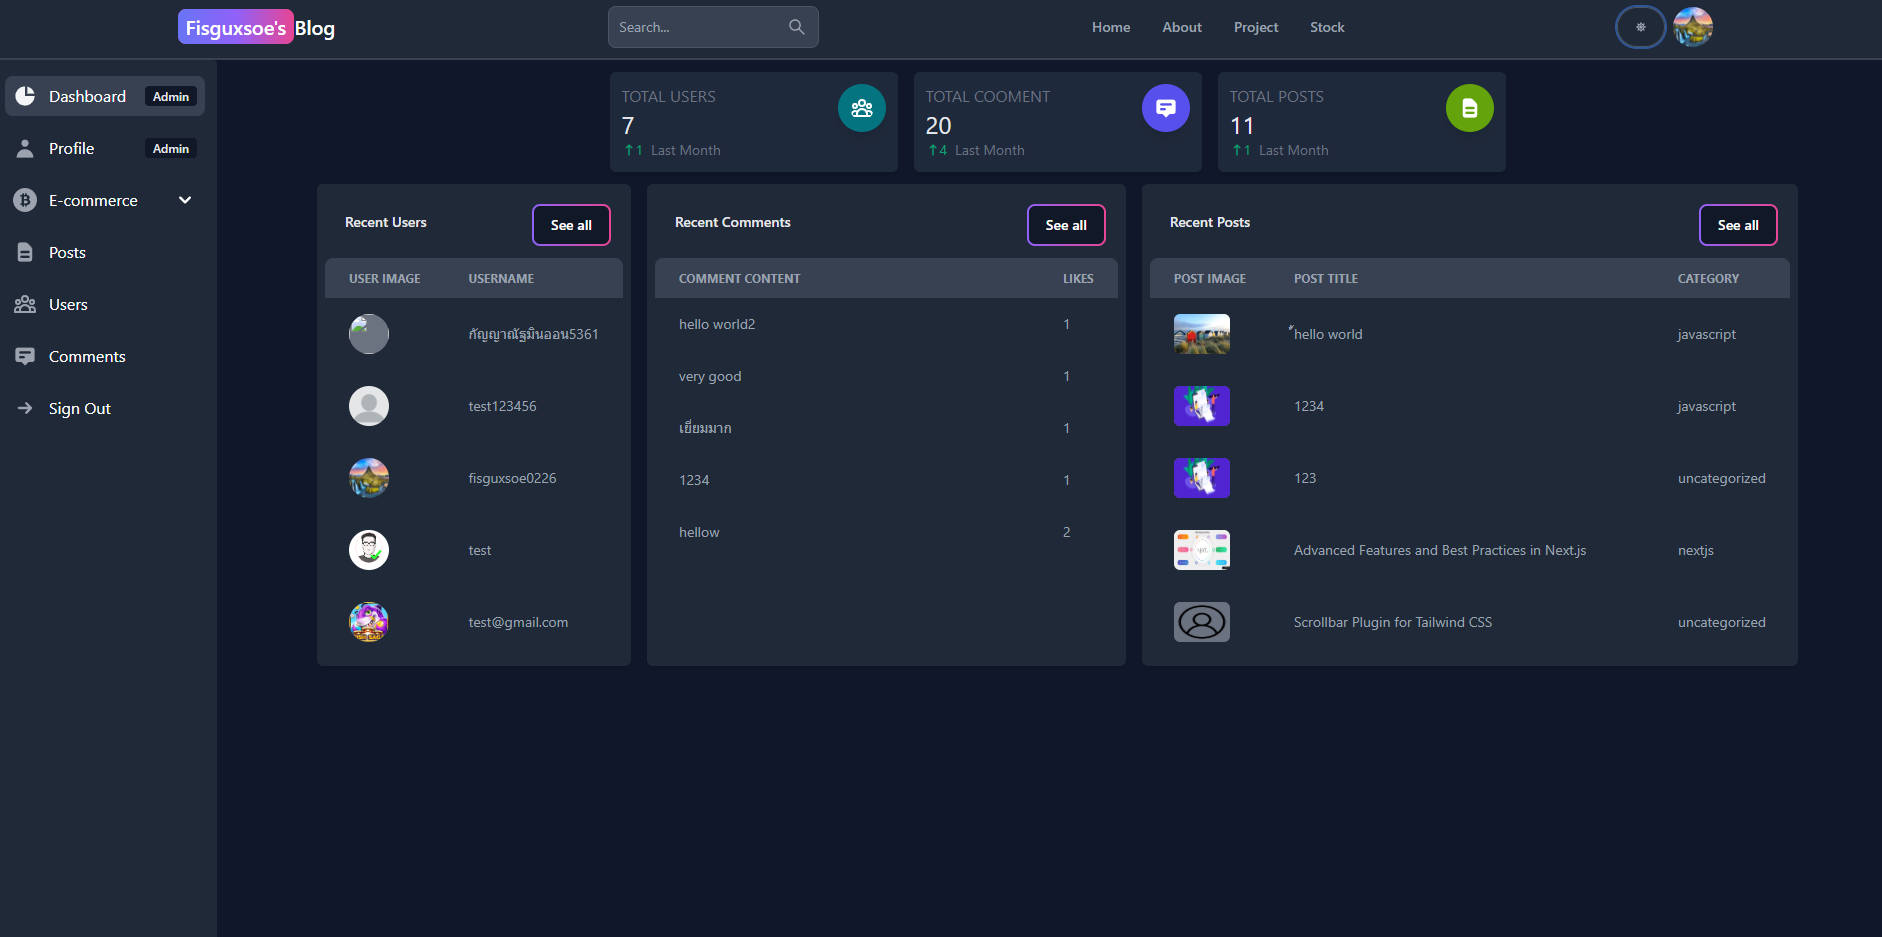 Fisguxsoe's Blog
Search...
Home About Project Stock
Dashboard Admin
Profile Admin
E-commerce
Posts
Users
Comments
Sign Out
TOTAL USERS
7
1 Last Month
TOTAL COOMENT
20
4 Last Month
TOTAL POSTS
11
1 Last Month
Recent Users
See all
USER IMAGE USERNAME
กัญญาณัฐมินออน5361
test123456
fisguxsoe0226
test
test@gmail.com
Recent Comments
See all
COMMENT CONTENT LIKES
hello world2 1
very good 1
เยี่ยมมาก 1
1234 1
hellow 2
Recent Posts
See all
POST IMAGE POST TITLE CATEGORY
hello world javascript
1234 javascript
123 uncategorized
Advanced Features and Best Practices in Next.js nextjs
Scrollbar Plugin for Tailwind CSS uncategorized